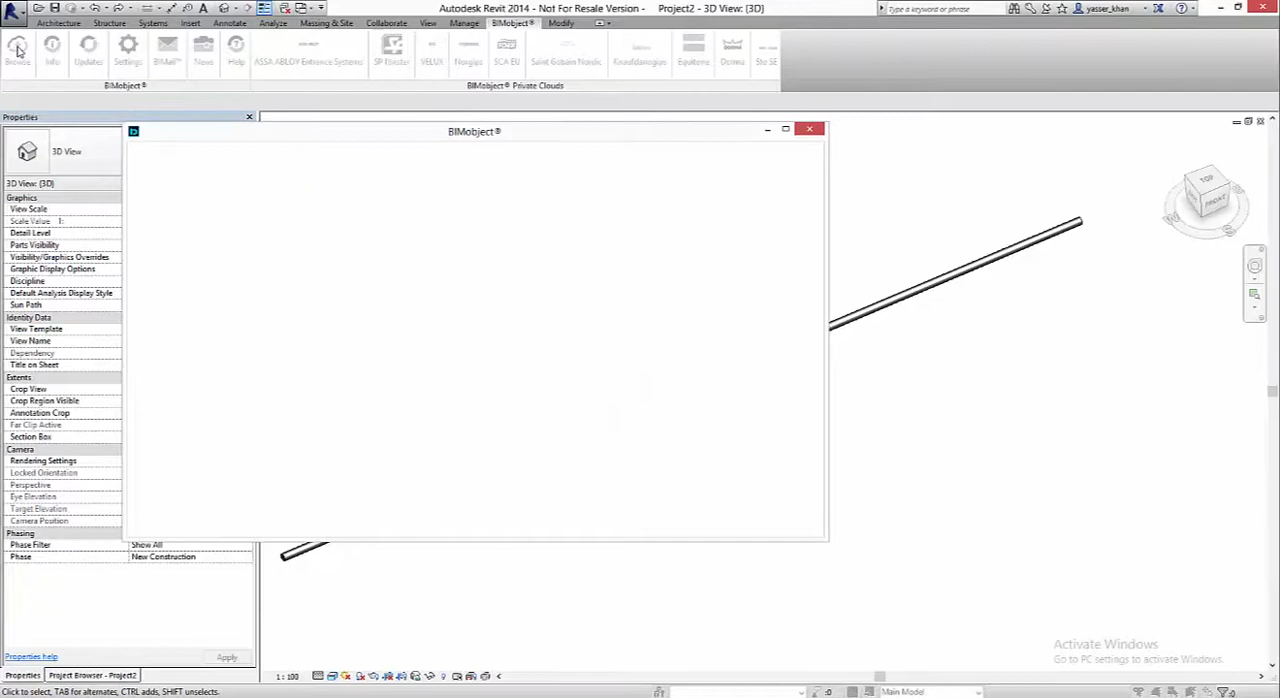 Autodesk Revit 2014 - Not For Resale Version - Project2 - 3D View: {3D}
Type a keyword or phrase
yasser_khan
Architecture Structure Systems Insert Annotate Analyze Massing & Site Collaborate View Manage BIMobject® Modify
Browse Info Updates Settings BIMail™ News Help ASSA ABLOY Entrance Systems VELUX Norgips SCA EU Saint Gobain Nordic Knaufdanogips Equitone Dorma Sto SE
BIMobject®
BIMobject® Private Clouds
Properties
3D View
3D View: {3D}
Graphics
View Scale
Scale Value 1:
Detail Level
Parts Visibility
Visibility/Graphics Overrides
Graphic Display Options
Discipline
Default Analysis Display Style
Sun Path
Identity Data
View Template
View Name
Dependency
Title on Sheet
Extents
Crop View
Crop Region Visible
Annotation Crop
Far Clip Active
Section Box
Camera
Rendering Settings
Locked Orientation
Perspective
Eye Elevation
Target Elevation
Camera Position
Phasing
Phase Filter Show All
Phase New Construction
Properties help
Apply
Properties
Project Browser - Project2
BIMobject®
TOP
FRONT
W
S
Activate Windows
Go to PC settings to activate Windows.
1 : 100
Click to select, TAB for alternates, CTRL adds, SHIFT unselects.
:0
Main Model